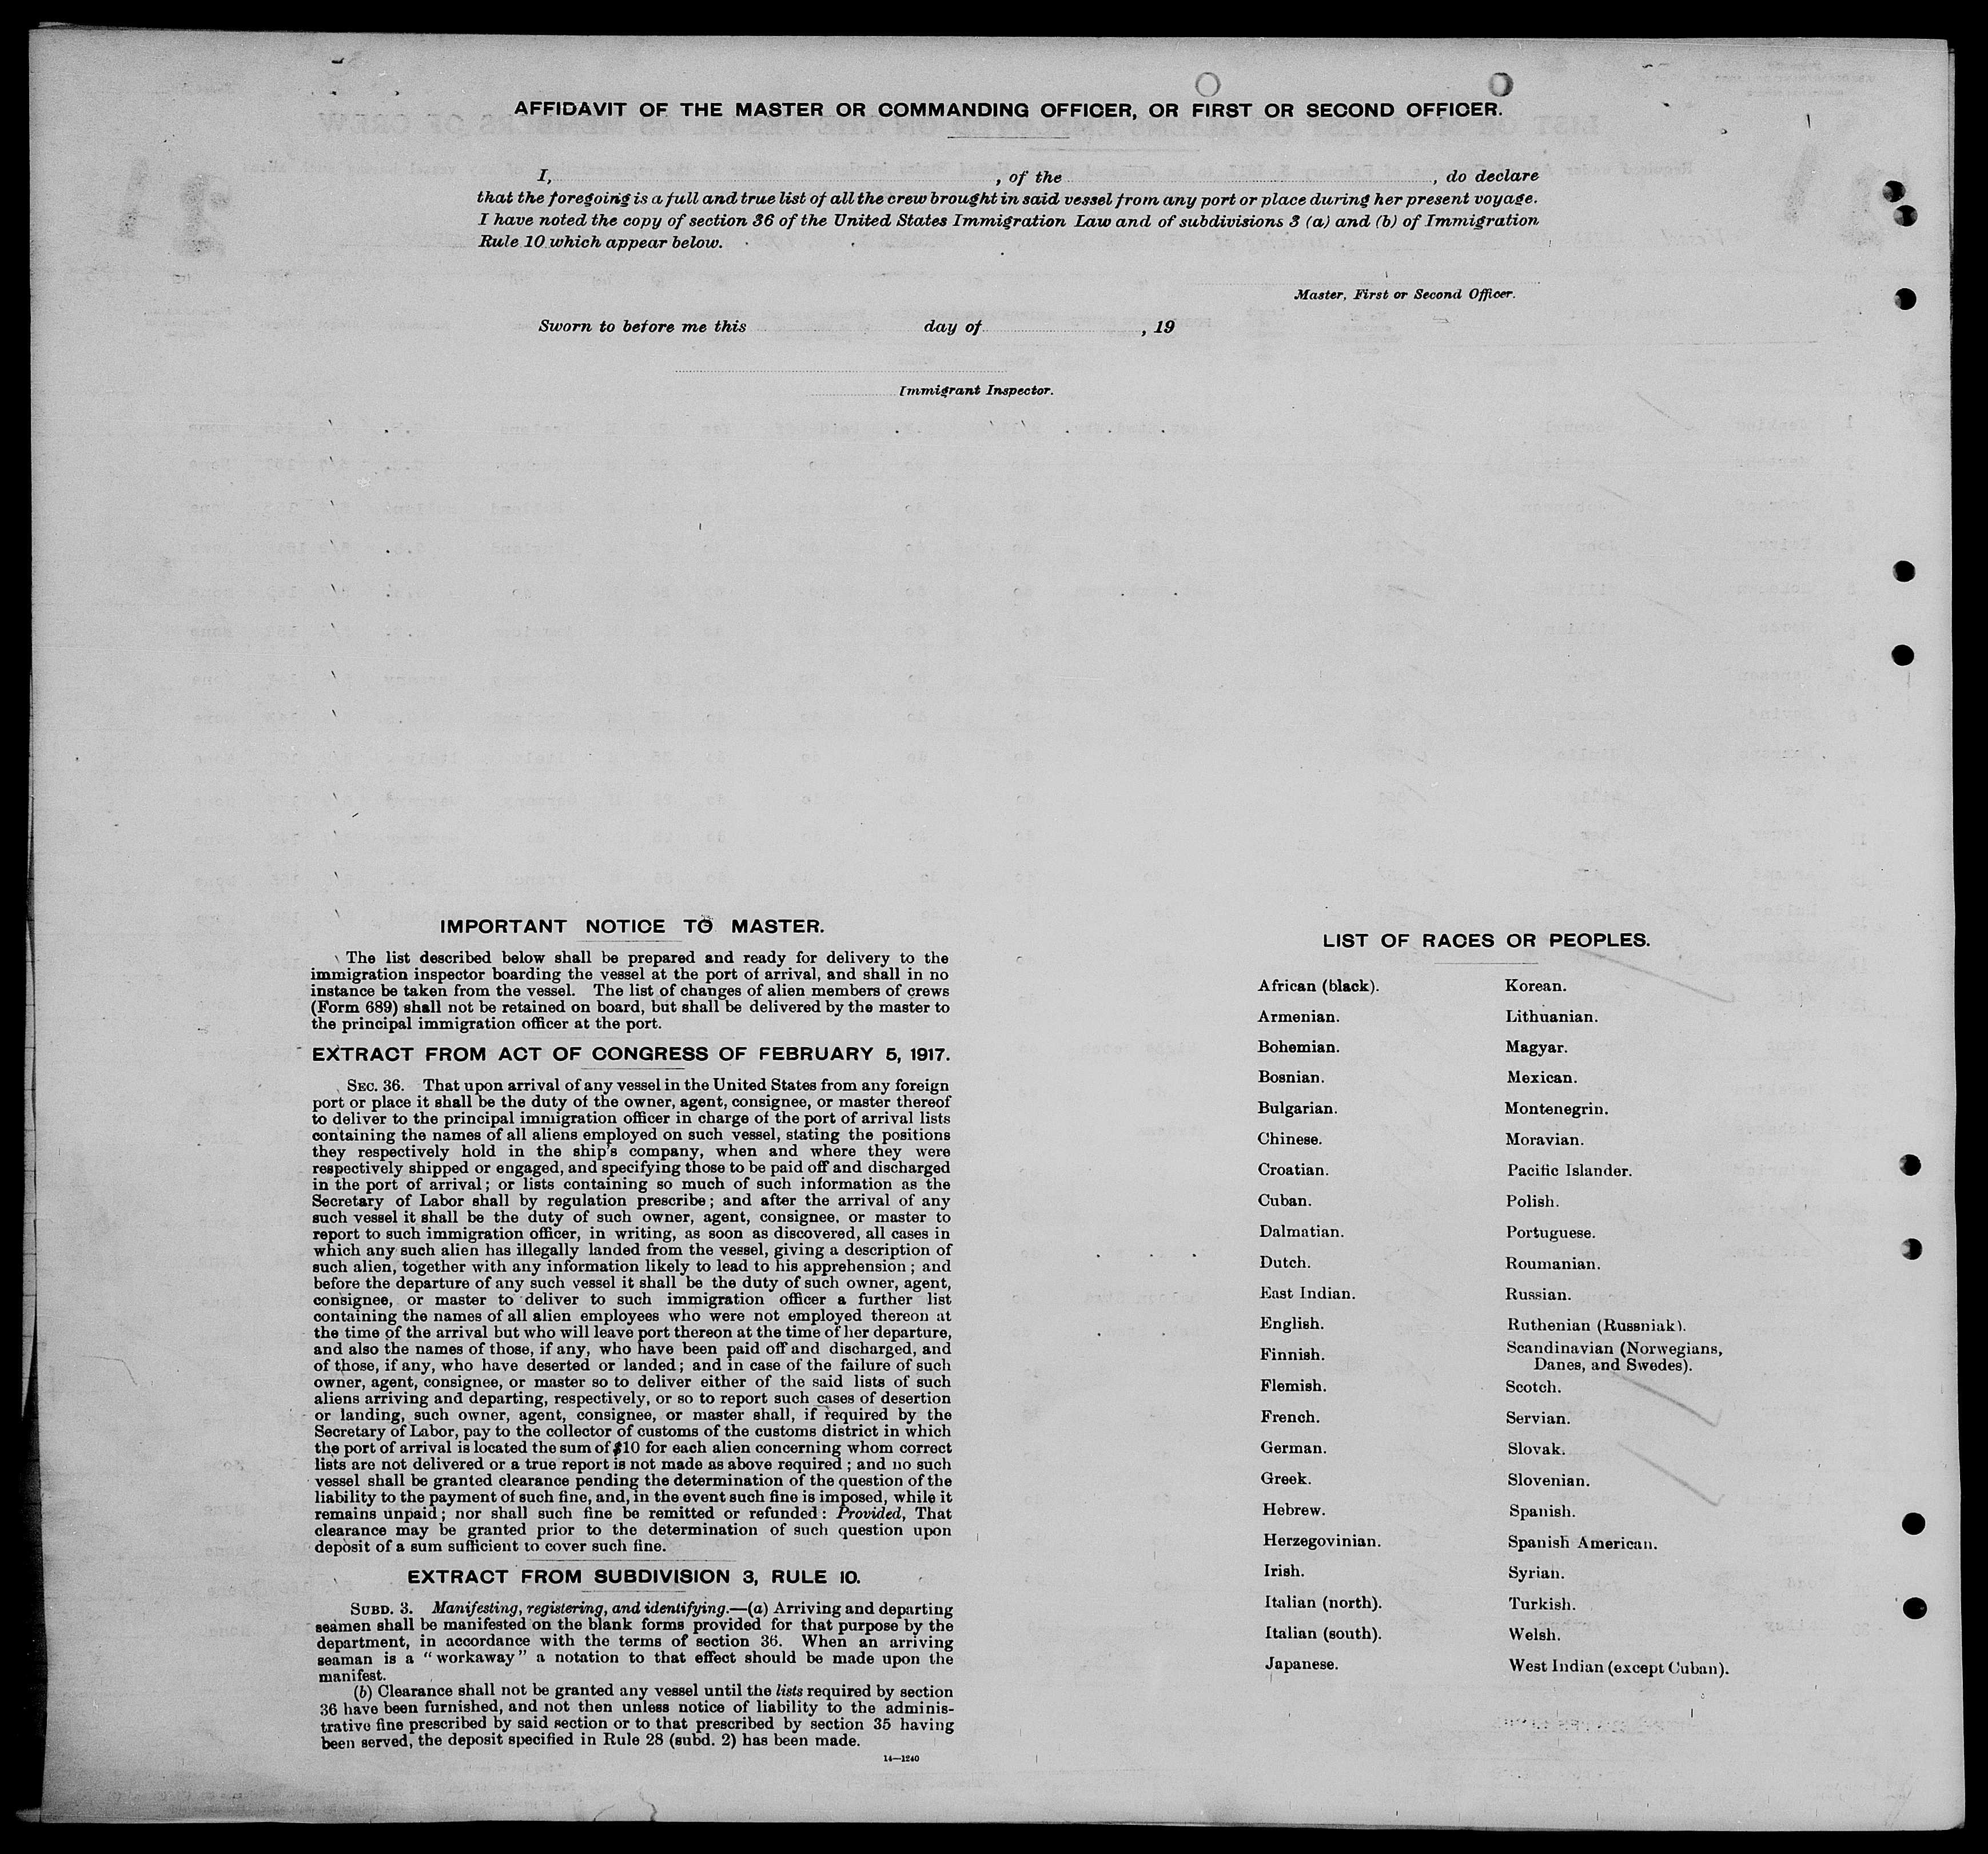 AFFIDAVIT OF THE MASTER OR COMMANDING OFFICER, OR FIRST OR SECOND OFFICER.
I, , of the , do declare
that the foregoing is a full and true list of all the crew brought in said vessel from any port or place during her present voyage.
I have noted the copy of section 36 of the United States Immigration Law and of subdivisions 3 (a) and (b) of Immigration
Rule 10 which appear below.
Master, First or Second Officer.
Sworn to before me this day of , 19
Immigrant Inspector.
IMPORTANT NOTICE TO MASTER.
The list described below shall be prepared and ready for delivery to the
immigration inspector boarding the vessel at the port of arrival, and shall in no
instance be taken from the vessel. The list of changes of alien members of crews
(Form 689) shall not be retained on board, but shall be delivered by the master to
the principal immigration officer at the port.
EXTRACT FROM ACT OF CONGRESS OF FEBRUARY 5, 1917.
SEC. 36. That upon arrival of any vessel in the United States from any foreign
port or place it shall be the duty of the owner, agent, consignee, or master thereof
to deliver to the principal immigration officer in charge of the port of arrival lists
containing the names of all aliens employed on such vessel, stating the positions
they respectively hold in the ship's company, when and where they were
respectively shipped or engaged, and specifying those to be paid off and discharged
in the port of arrival; or lists containing so much of such information as the
Secretary of Labor shall by regulation prescribe; and after the arrival of any
such vessel it shall be the duty of such owner, agent, consignee, or master to
report to such immigration officer, in writing, as soon as discovered, all cases in
which any such alien has illegally landed from the vessel, giving a description of
such alien, together with any information likely to lead to his apprehension; and
before the departure of any such vessel it shall be the duty of such owner, agent,
consignee, or master to deliver to such immigration officer a further list
containing the names of all alien employees who were not employed thereon at
the time of the arrival but who will leave port thereon at the time of her departure,
and also the names of those, if any, who have been paid off and discharged, and
of those, if any, who have deserted or landed; and in case of the failure of such
owner, agent, consignee, or master so to deliver either of the said lists of such
aliens arriving and departing, respectively, or so to report such cases of desertion
or landing, such owner, agent, consignee, or master shall, if required by the
Secretary of Labor, pay to the collector of customs of the customs district in which
the port of arrival is located the sum of $10 for each alien concerning whom correct
lists are not delivered or a true report is not made as above required; and no such
vessel shall be granted clearance pending the determination of the question of the
liability to the payment of such fine, and, in the event such fine is imposed, while it
remains unpaid; nor shall such fine be remitted or refunded: Provided, That
clearance may be granted prior to the determination of such question upon
deposit of a sum sufficient to cover such fine.
EXTRACT FROM SUBDIVISION 3, RULE 10.
SUBD. 3. Manifesting, registering, and identifying.—(a) Arriving and departing
seamen shall be manifested on the blank forms provided for that purpose by the
department, in accordance with the terms of section 36. When an arriving
seaman is a "workaway" a notation to that effect should be made upon the
manifest.
(b) Clearance shall not be granted any vessel until the lists required by section
36 have been furnished, and not then unless notice of liability to the adminis-
trative fine prescribed by said section or to that prescribed by section 35 having
been served, the deposit specified in Rule 28 (subd. 2) has been made.
14—1240
LIST OF RACES OR PEOPLES.
African (black).
Armenian.
Bohemian.
Bosnian.
Bulgarian.
Chinese.
Croatian.
Cuban.
Dalmatian.
Dutch.
East Indian.
English.
Finnish.
Flemish.
French.
German.
Greek.
Hebrew.
Herzegovinian.
Irish.
Italian (north).
Italian (south).
Japanese.
Korean.
Lithuanian.
Magyar.
Mexican.
Montenegrin.
Moravian.
Pacific Islander.
Polish.
Portuguese.
Roumanian.
Russian.
Ruthenian (Russniak).
Scandinavian (Norwegians,
Danes, and Swedes).
Scotch.
Servian.
Slovak.
Slovenian.
Spanish.
Spanish American.
Syrian.
Turkish.
Welsh.
West Indian (except Cuban).